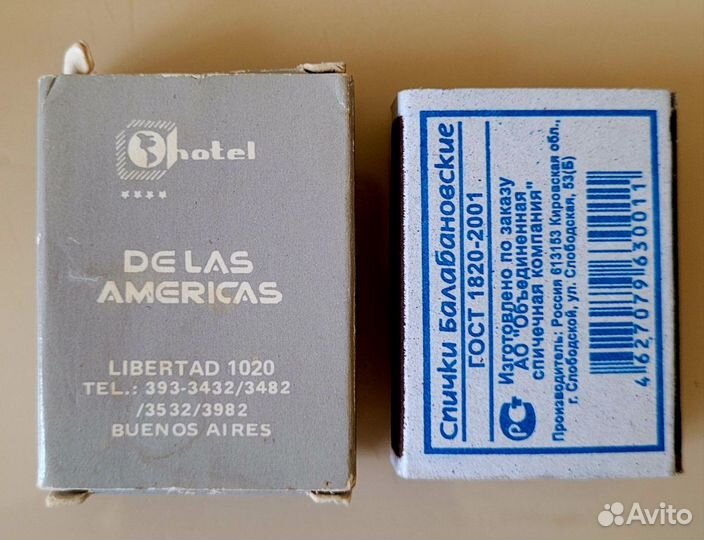 hotel
DE LAS
AMERICAS
LIBERTAD 1020
TEL.: 393-3432/3482
/3532/3982
BUENOS AIRES
Спички Балабановские
ГОСТ 1820-2001
Изготовлено по заказу
АО "Объединенная
спичечная компания"
Производитель: Россия 613153 Кировская обл.,
г. Слободской, ул. Слободская, 53(Б)
4627079630011
РСТ
Avito